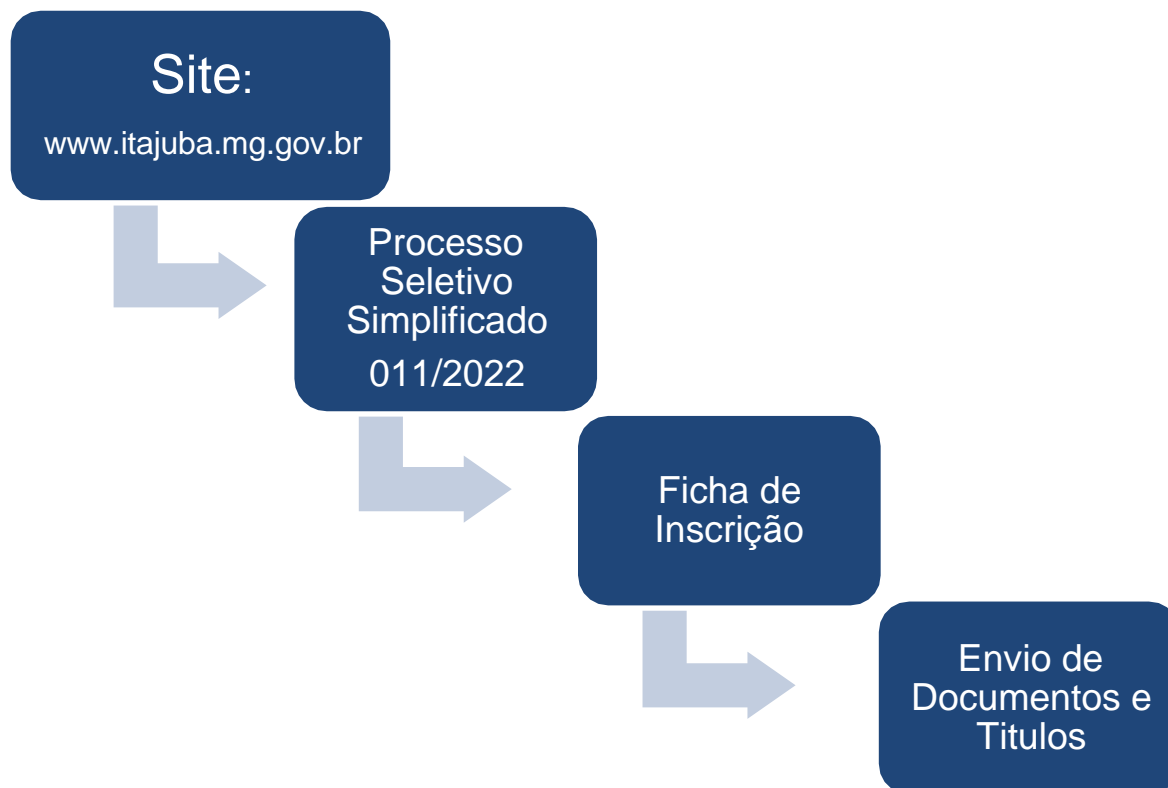 Site:
www.itajuba.mg.gov.br
Processo
Seletivo
Simplificado
011/2022
Ficha de
Inscrição
Envio de
Documentos e
Titulos